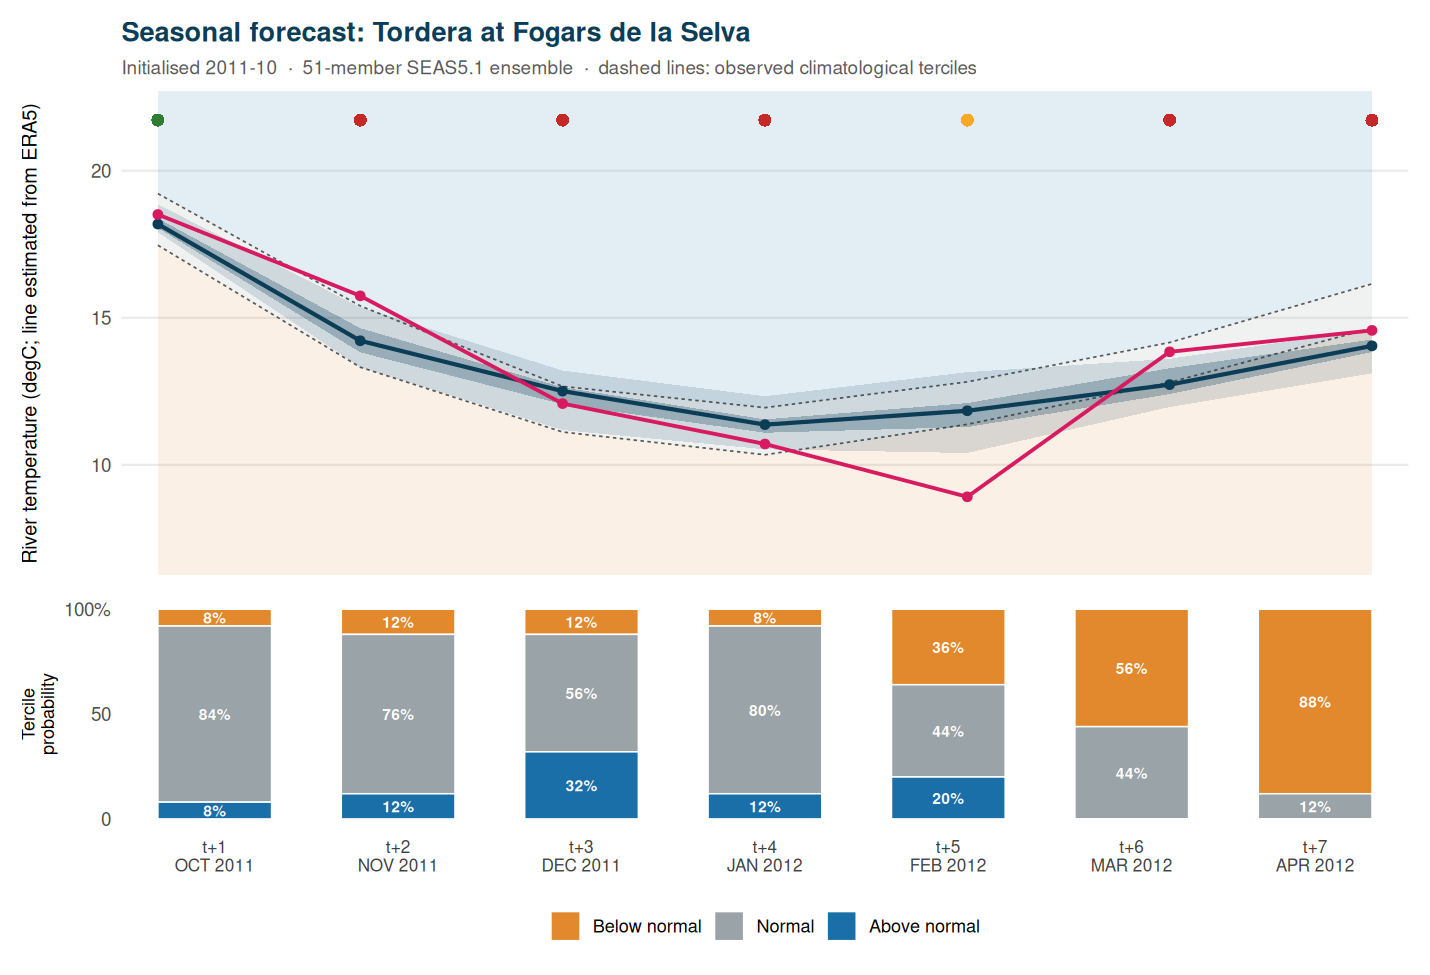 Seasonal forecast: Tordera at Fogars de la Selva
Initialised 2011-10 · 51-member SEAS5.1 ensemble · dashed lines: observed climatological terciles
River temperature (degC; line estimated from ERA5)
20
15
10
Tercile
probability
100%
50
0
8%
84%
8%
12%
76%
12%
12%
56%
32%
8%
80%
12%
36%
44%
20%
56%
44%
88%
12%
t+1
OCT 2011
t+2
NOV 2011
t+3
DEC 2011
t+4
JAN 2012
t+5
FEB 2012
t+6
MAR 2012
t+7
APR 2012
Below normal
Normal
Above normal